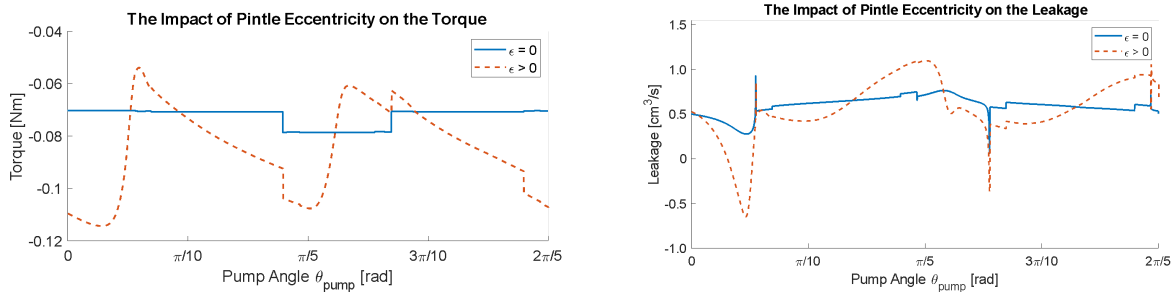 The Impact of Pintle Eccentricity on the Torque
-0.04
-0.06
-0.08
-0.1
-0.12
Torque [Nm]
ϵ = 0
ϵ > 0
0
π/10
π/5
3π/10
2π/5
Pump Angle θpump [rad]
The Impact of Pintle Eccentricity on the Leakage
1.5
1.0
0.5
0
-0.5
-1.0
Leakage [cm³/s]
ϵ = 0
ϵ > 0
0
π/10
π/5
3π/10
2π/5
Pump Angle θpump [rad]